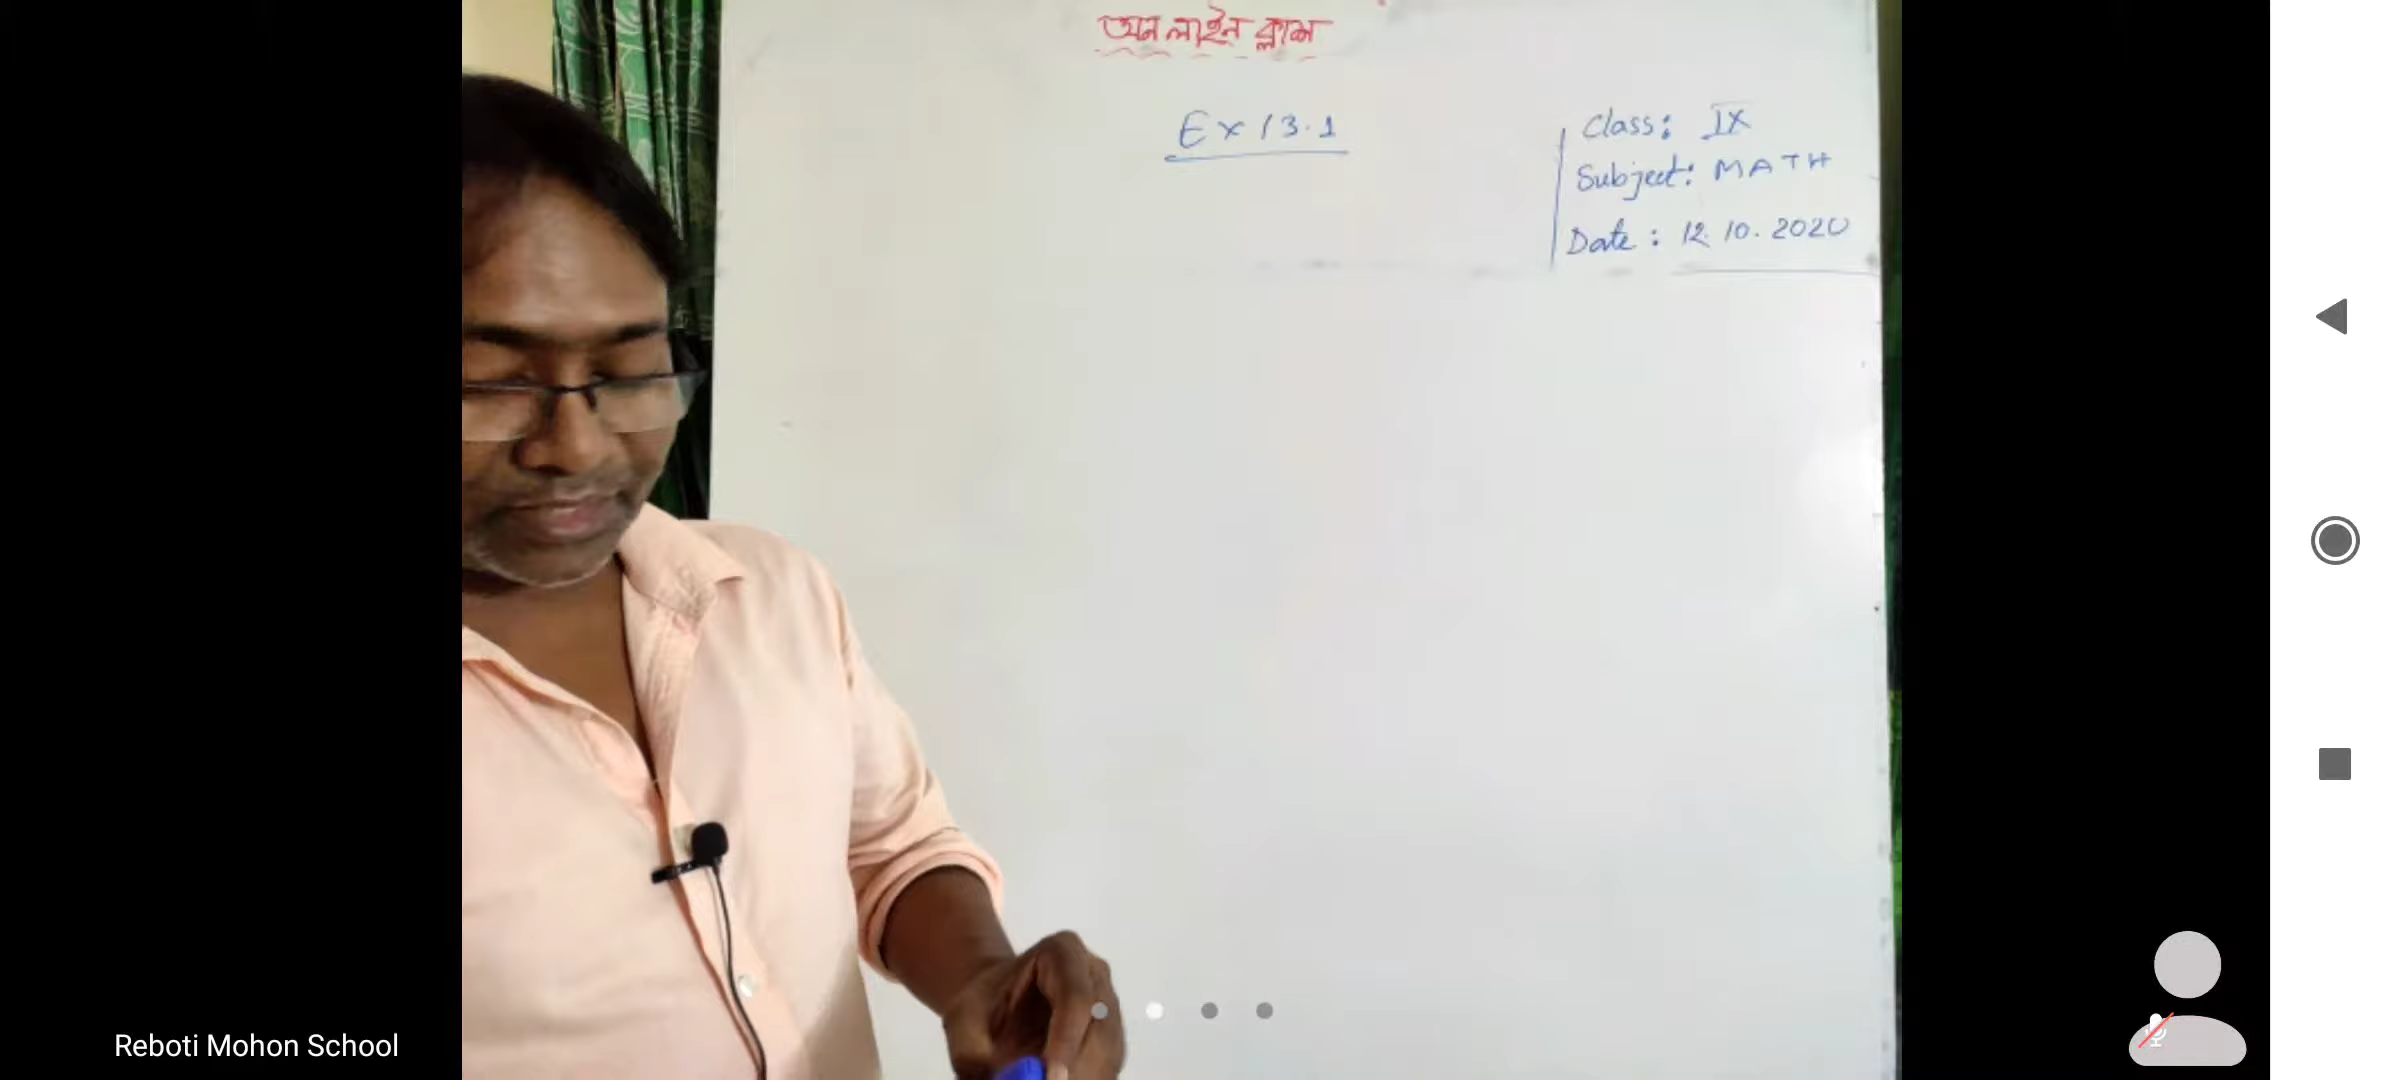 অন লাইন ক্লাশ
Ex 13.1
Class: IX
Subject: MATH
Date: 12.10.2020
Reboti Mohon School